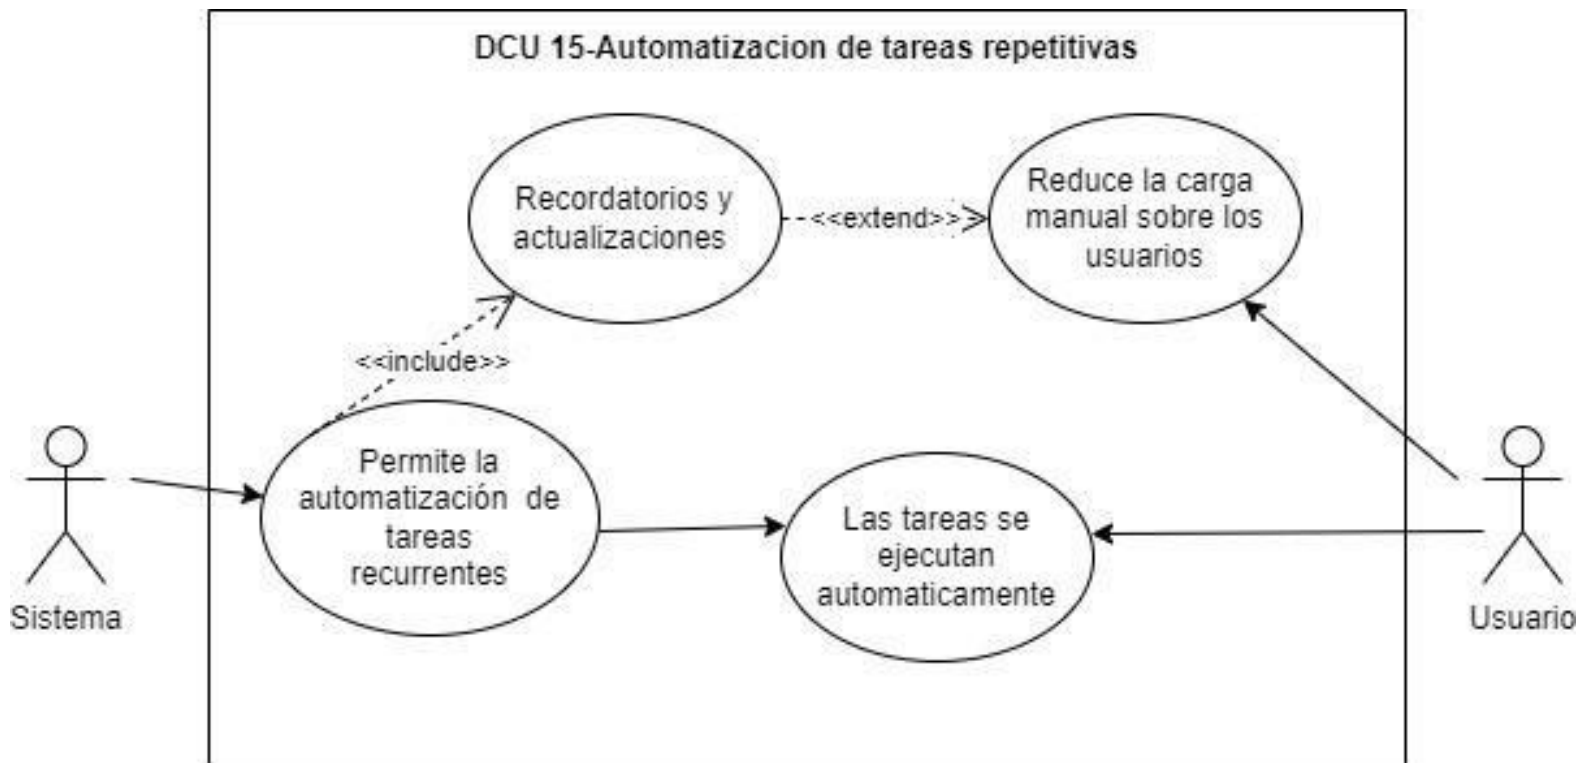 DCU 15-Automatizacion de tareas repetitivas
Recordatorios y
actualizaciones
<<extend>>
Reduce la carga
manual sobre los
usuarios
<<include>>
Permite la
automatización de
tareas
recurrentes
Las tareas se
ejecutan
automaticamente
Sistema
Usuario